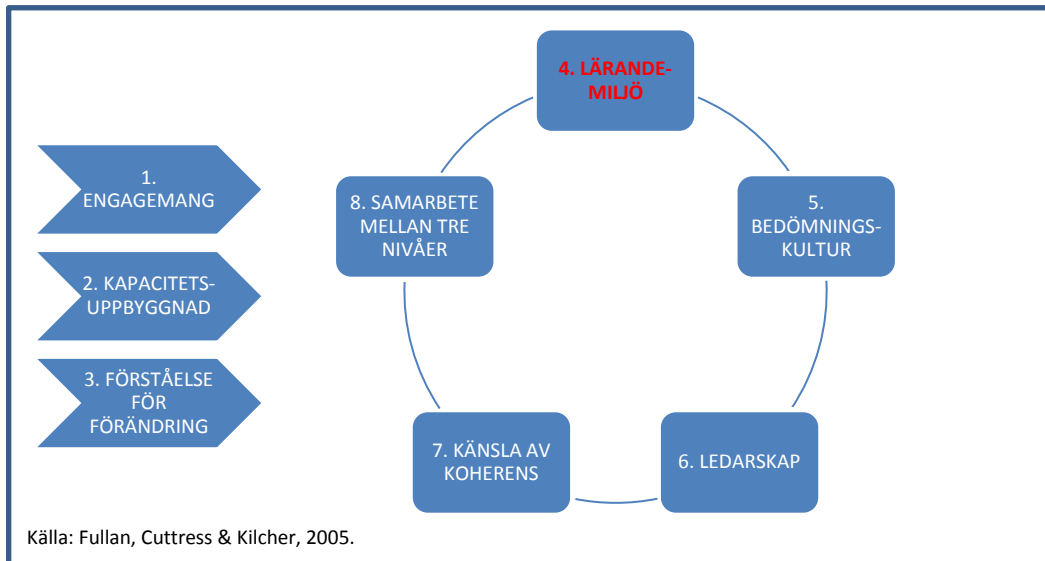 1.
ENGAGEMANG
2. KAPACITETS-
UPPBYGGNAD
3. FÖRSTÅELSE
FÖR
FÖRÄNDRING
4. LÄRANDE-
MILJÖ
5.
BEDÖMNINGS-
KULTUR
6. LEDARSKAP
7. KÄNSLA AV
KOHERENS
8. SAMARBETE
MELLAN TRE
NIVÅER
Källa: Fullan, Cuttress & Kilcher, 2005.